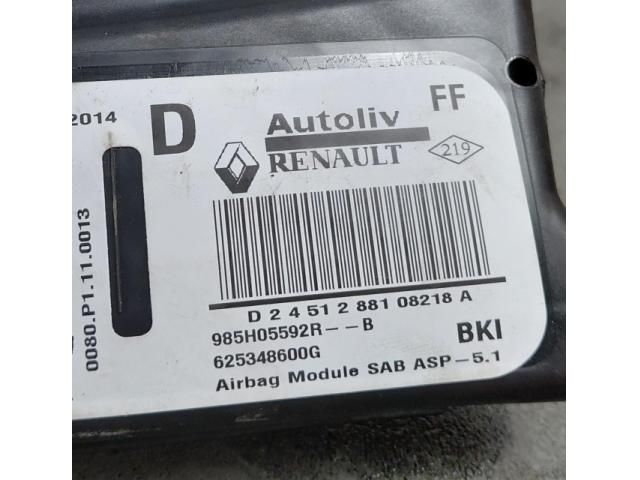 2014
D
Autoliv
FF
RENAULT
219
0080.P1.11.0013
D 2 4 51 2 881 08218 A
985H05592R--B
625348600G
BKI
Airbag Module SAB ASP-5.1